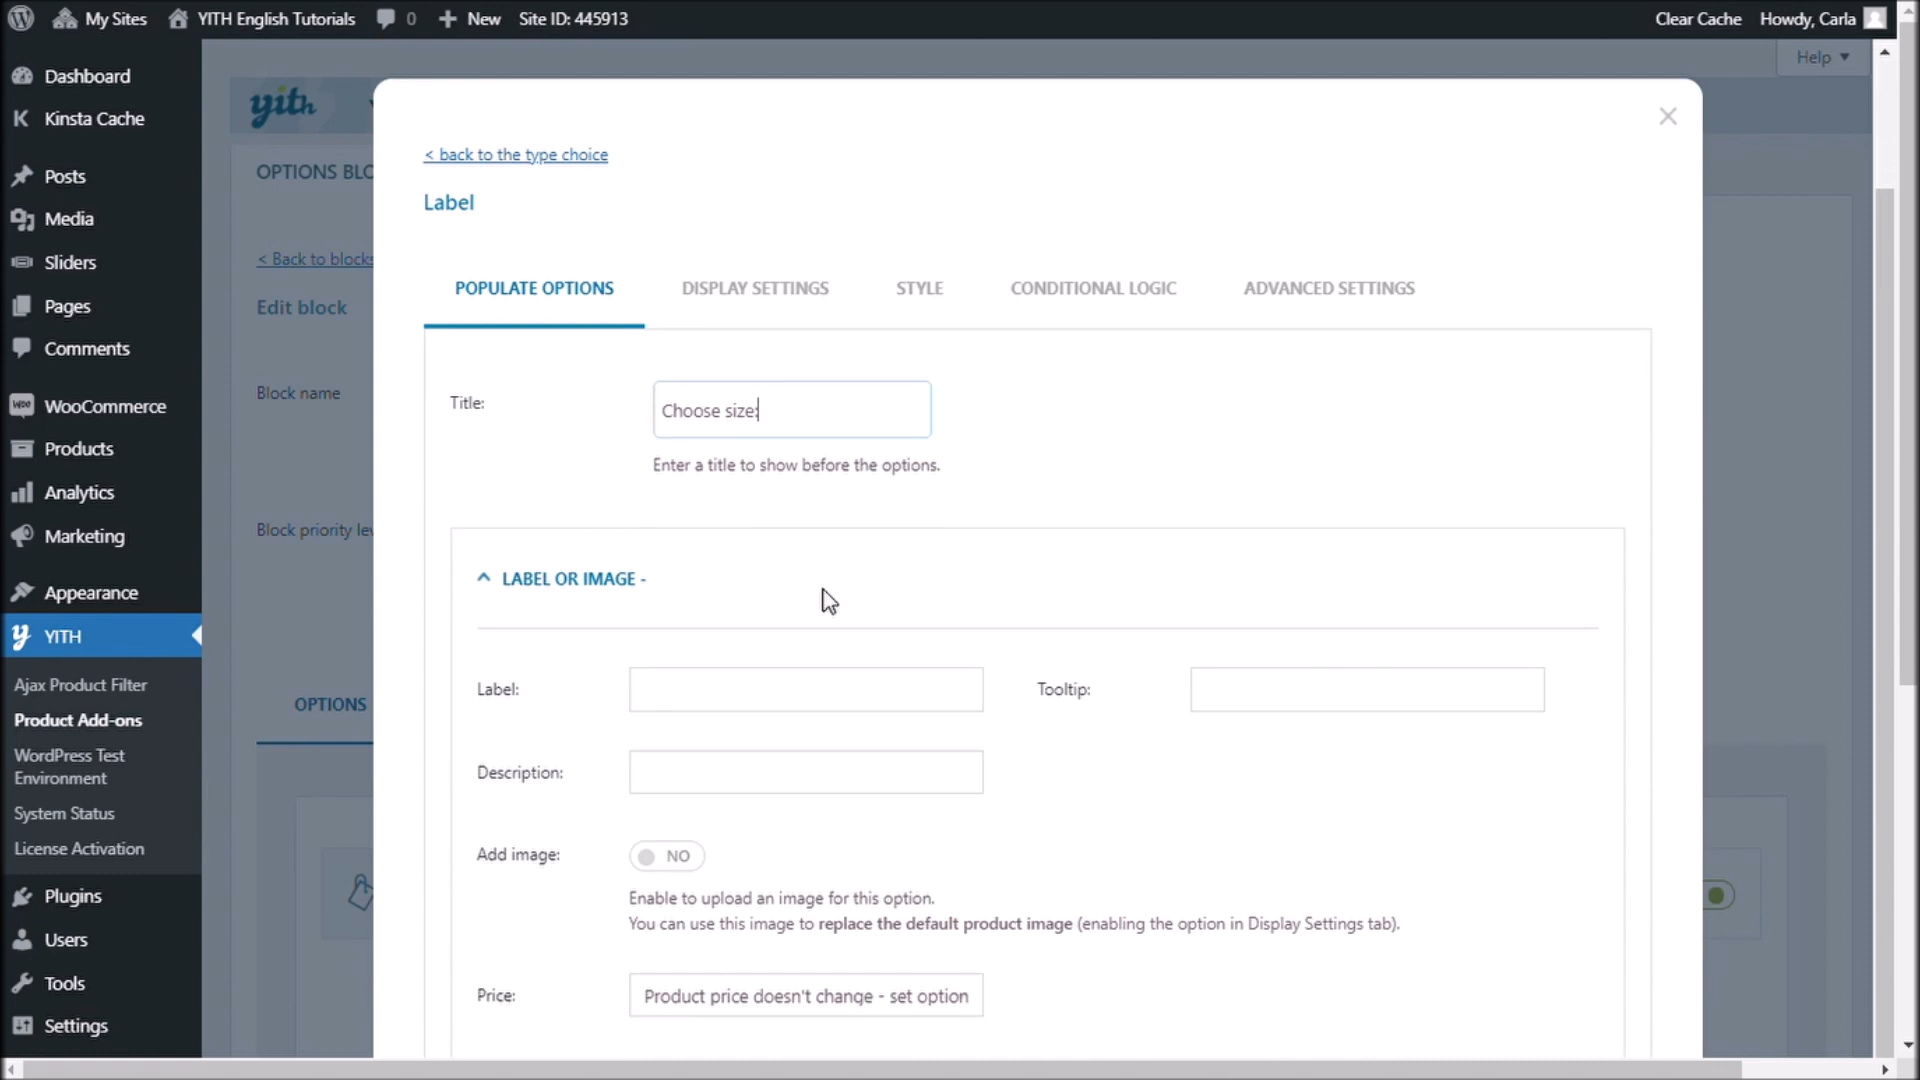 My Sites
YITH English Tutorials
0
New
Site ID: 445913
Clear Cache
Howdy, Carla
Dashboard
Kinsta Cache
Posts
Media
Sliders
Pages
Comments
WooCommerce
Products
Analytics
Marketing
Appearance
YITH
Ajax Product Filter
Product Add-ons
WordPress Test
Environment
System Status
License Activation
Plugins
Users
Tools
Settings
Help
yith
OPTIONS BLO
< Back to blocks
Edit block
Block name
Block priority lev
OPTIONS
< back to the type choice
Label
POPULATE OPTIONS
DISPLAY SETTINGS
STYLE
CONDITIONAL LOGIC
ADVANCED SETTINGS
Title:
Choose size:
Enter a title to show before the options.
LABEL OR IMAGE -
Label:
Tooltip:
Description:
Add image:
NO
Enable to upload an image for this option.
You can use this image to replace the default product image (enabling the option in Display Settings tab).
Price:
Product price doesn't change - set option